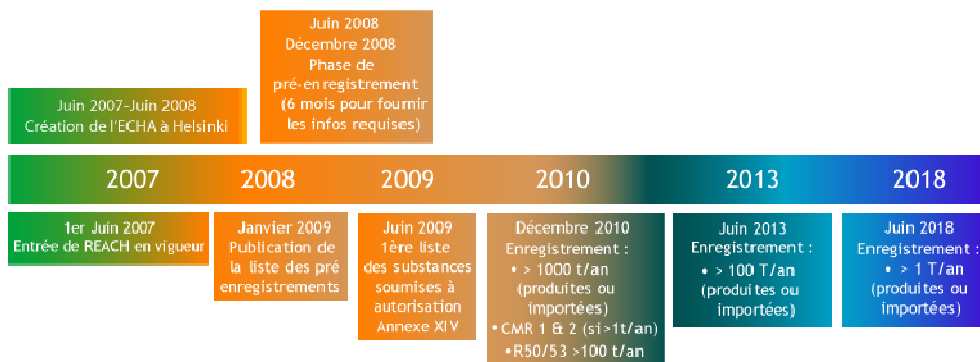 Juin 2008
Décembre 2008
Phase de
pré-enregistrement
(6 mois pour fournir
les infos requises)
Juin 2007-Juin 2008
Création de l'ECHA à Helsinki
2007
2008
2009
2010
2013
2018
1er Juin 2007
Entrée de REACH en vigueur
Janvier 2009
Publication de
la liste des pré
enregistrements
Juin 2009
1ère liste
des substances
soumises à
autorisation
Annexe XIV
Décembre 2010
Enregistrement :
• > 1000 t/an
(produites ou
importées)
• CMR 1 & 2 (si>1t/an)
• R50/53 >100 t/an
Juin 2013
Enregistrement :
• > 100 T/an
(produites ou
importées)
Juin 2018
Enregistrement :
• > 1 T/an
(produites ou
importées)